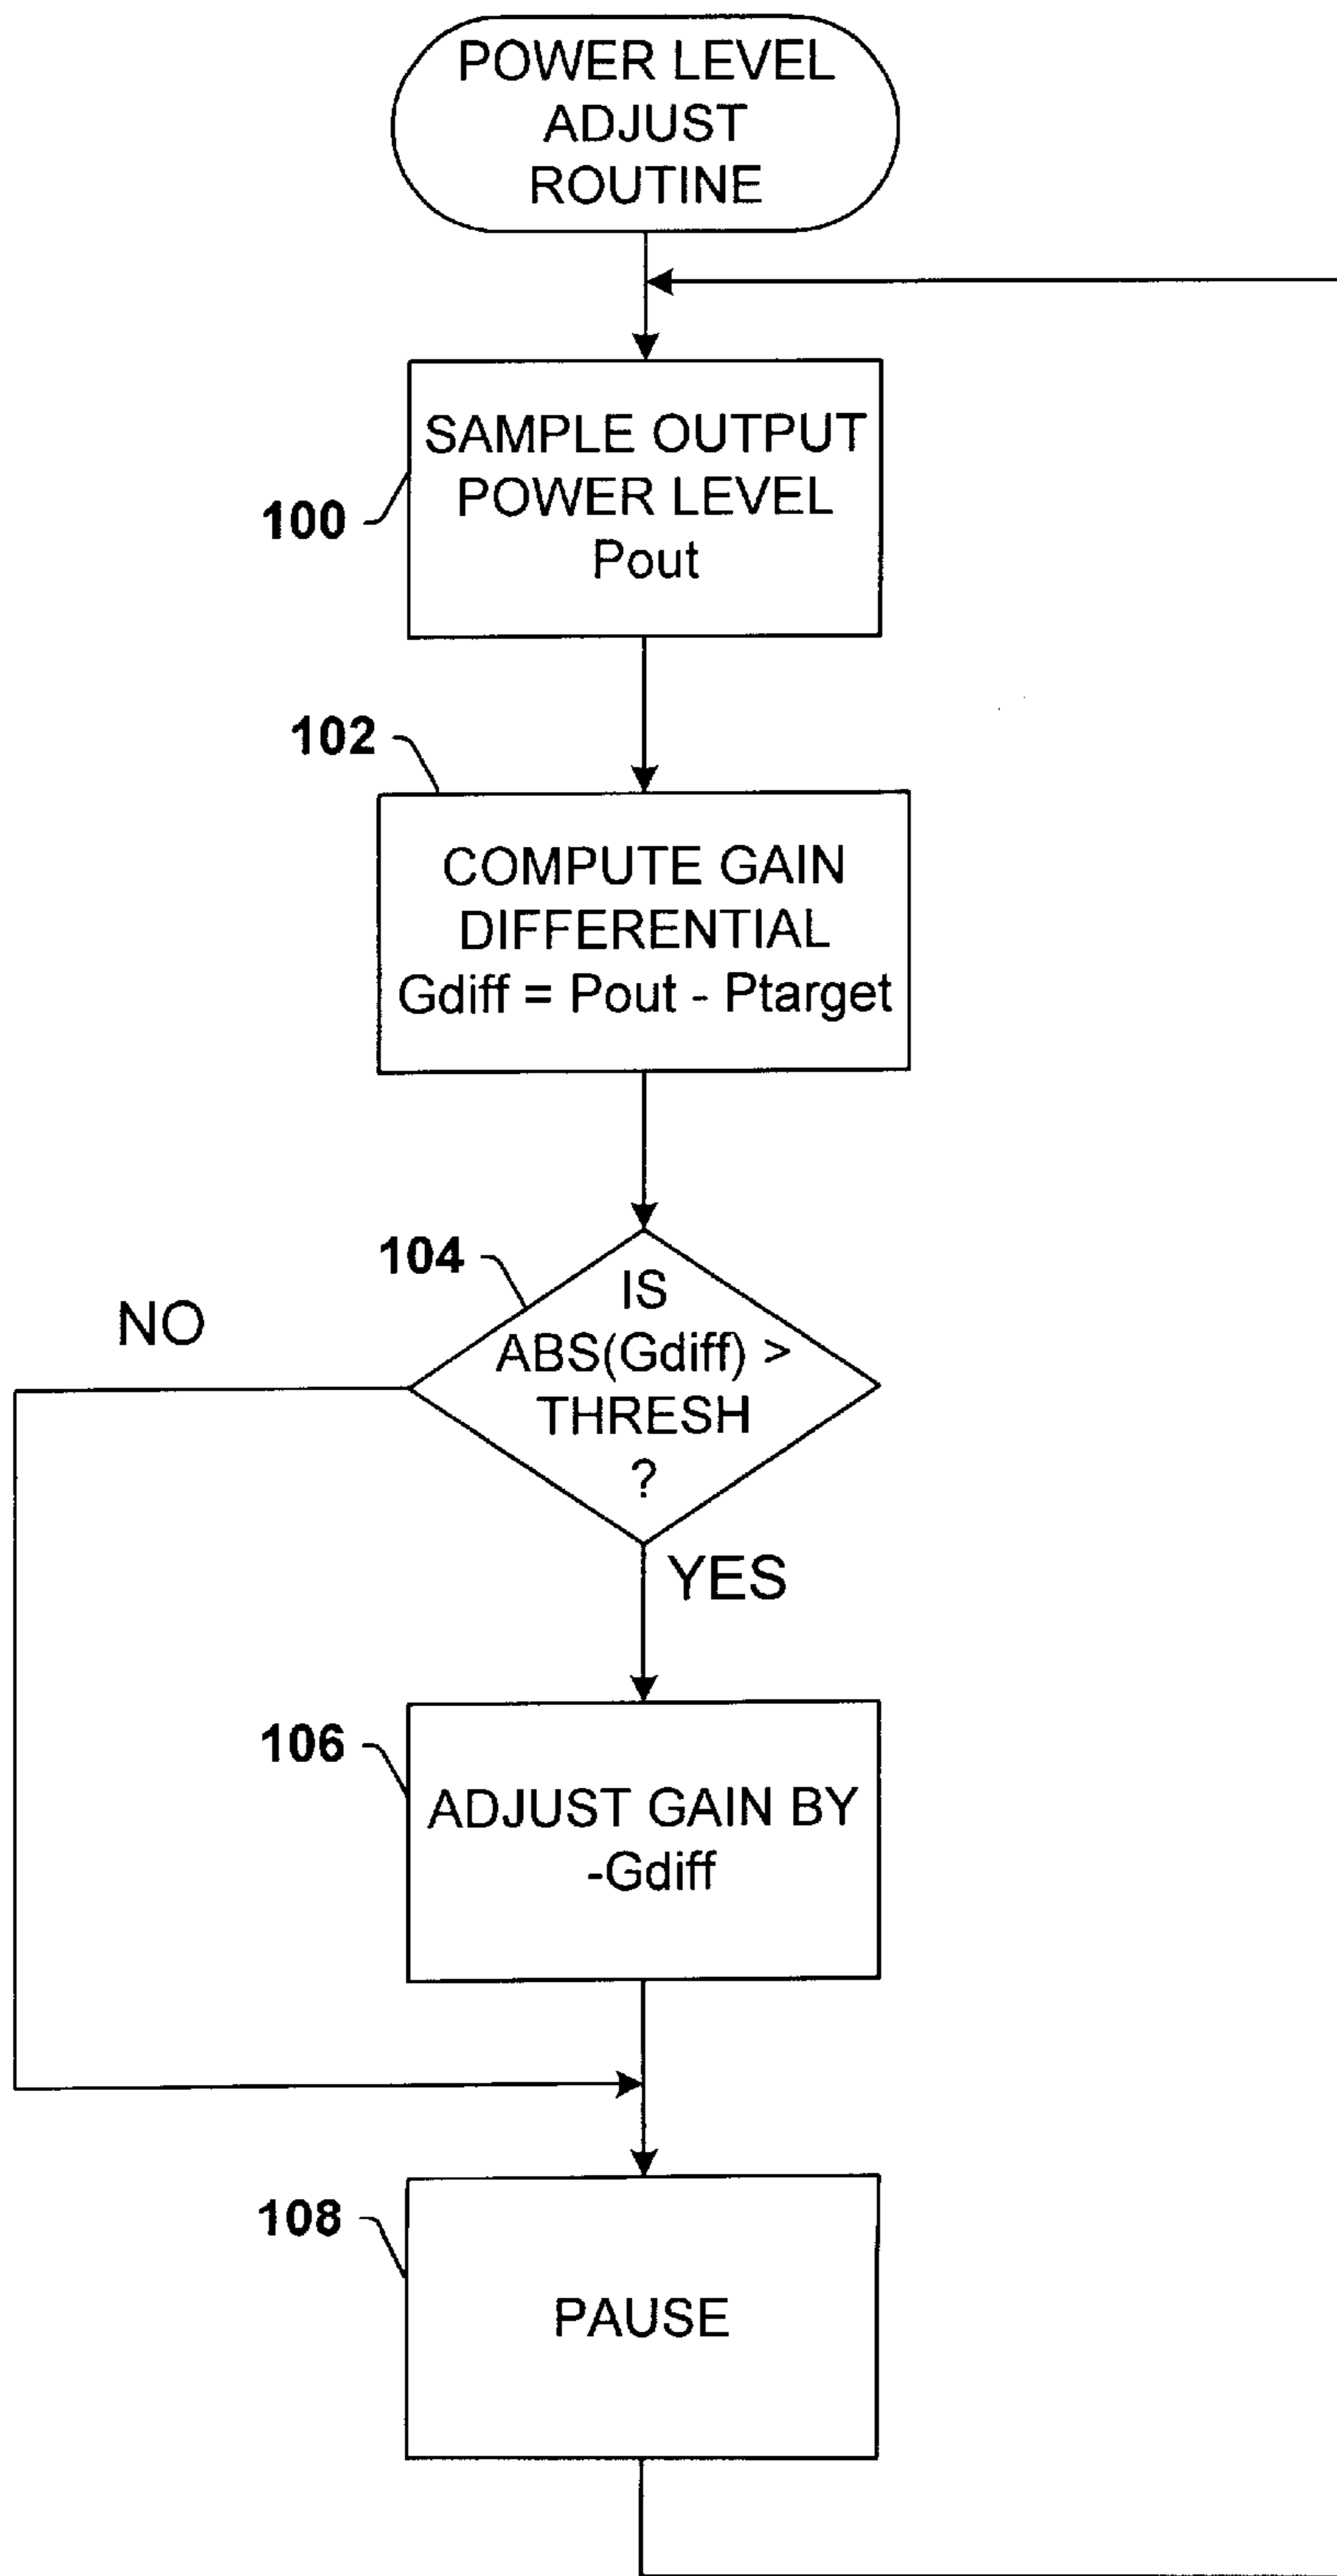 POWER LEVEL
ADJUST
ROUTINE
SAMPLE OUTPUT
POWER LEVEL
Pout
100
102
COMPUTE GAIN
DIFFERENTIAL
Gdiff = Pout - Ptarget
104
IS
ABS(Gdiff) >
THRESH
?
NO
YES
106
ADJUST GAIN BY
-Gdiff
108
PAUSE